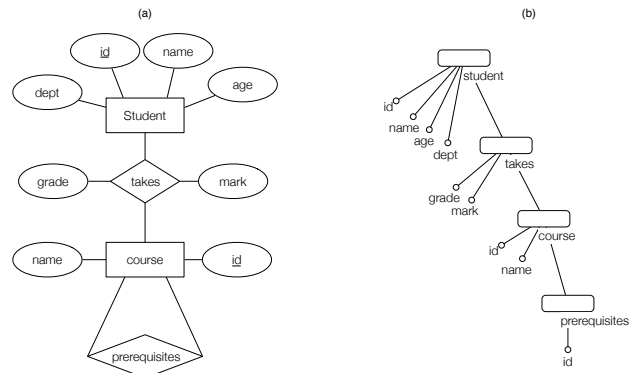 (a)
id
name
dept
age
Student
grade
takes
mark
name
course
id
prerequisites
(b)
student
id
name
age
dept
takes
grade
mark
course
id
name
prerequisites
id